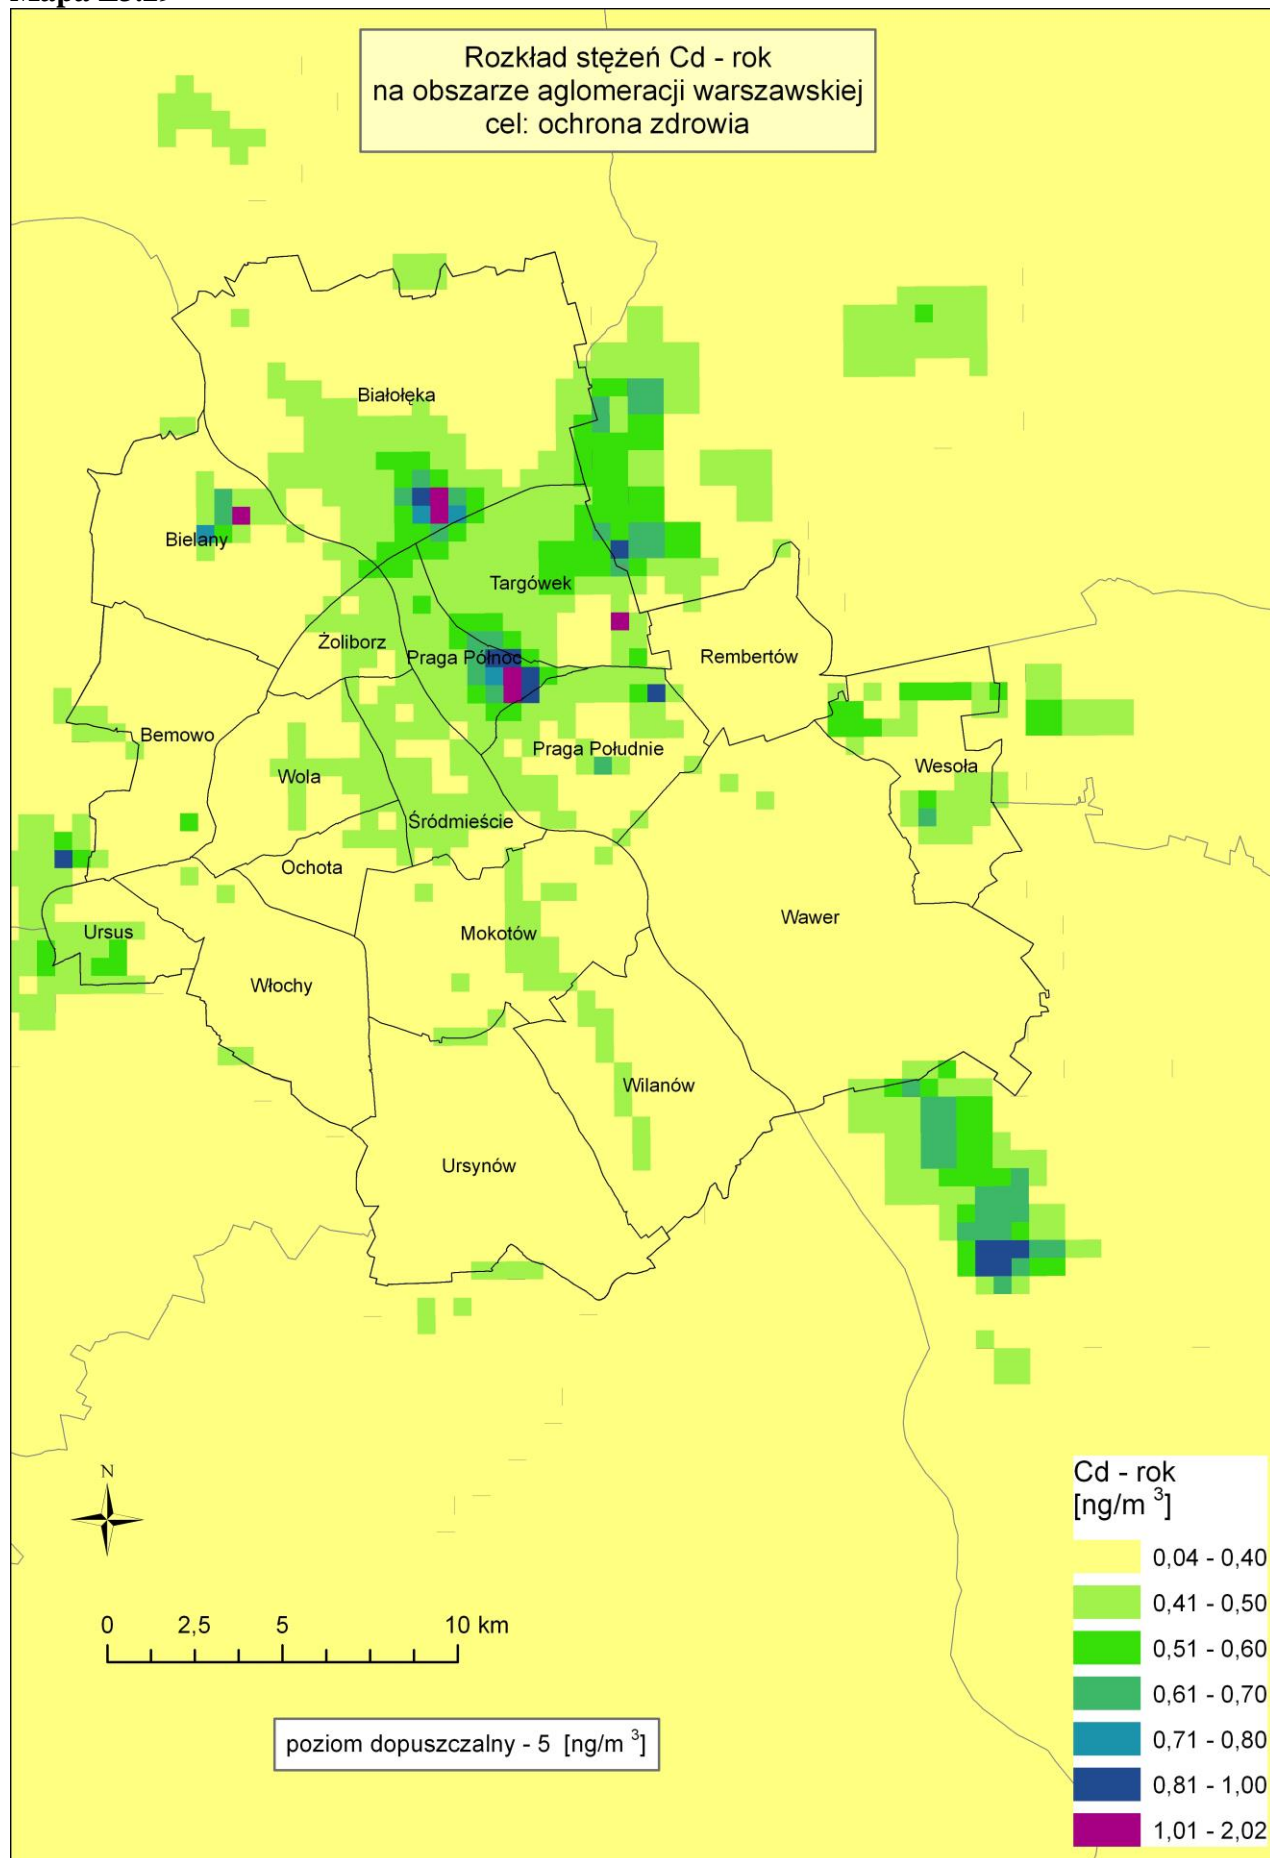 Rozkład stężeń Cd - rok
na obszarze aglomeracji warszawskiej
cel: ochrona zdrowia
Białołęka
Bielany
Targówek
Żoliborz
Praga Północ
Rembertów
Bemowo
Praga Południe
Wesoła
Wola
Śródmieście
Ochota
Wawer
Ursus
Mokotów
Włochy
Wilanów
Ursynów
N
0 2,5 5 10 km
poziom dopuszczalny - 5 [ng/m ³]
Cd - rok
[ng/m ³]
0,04 - 0,40
0,41 - 0,50
0,51 - 0,60
0,61 - 0,70
0,71 - 0,80
0,81 - 1,00
1,01 - 2,02